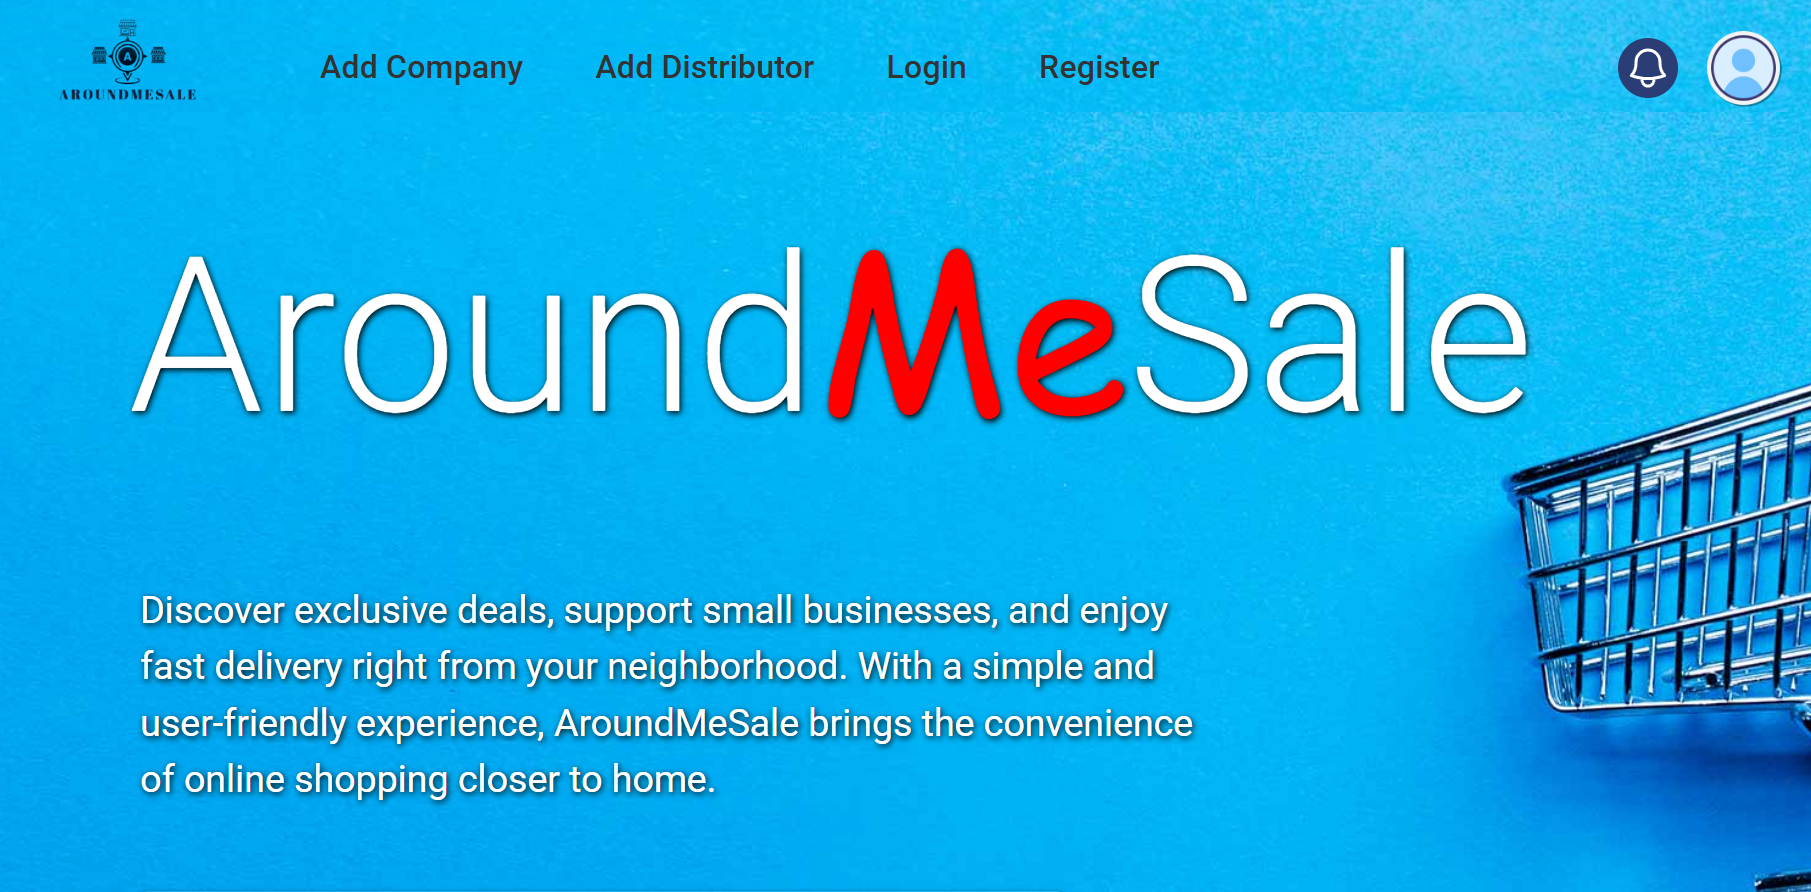 A
AROUNDMESALE
Add Company
Add Distributor
Login
Register
AroundMeSale
Discover exclusive deals, support small businesses, and enjoy
fast delivery right from your neighborhood. With a simple and
user-friendly experience, AroundMeSale brings the convenience
of online shopping closer to home.